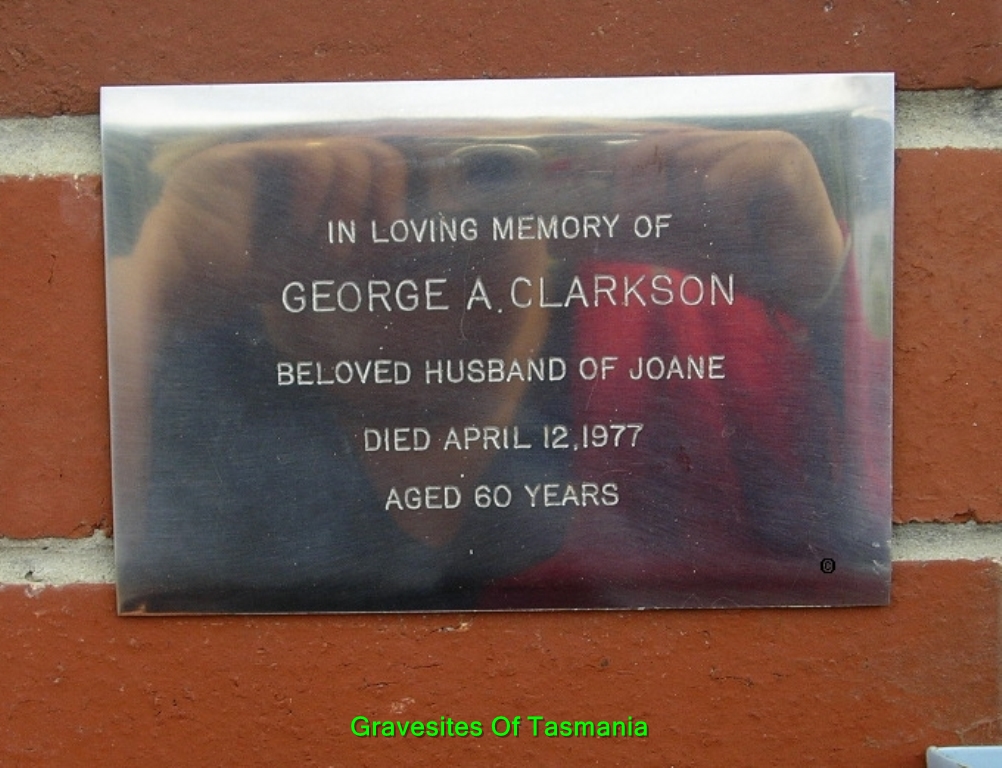 IN LOVING MEMORY OF
GEORGE A. CLARKSON
BELOVED HUSBAND OF JOANE
DIED APRIL 12.1977
AGED 60 YEARS
©
Gravesites Of Tasmania